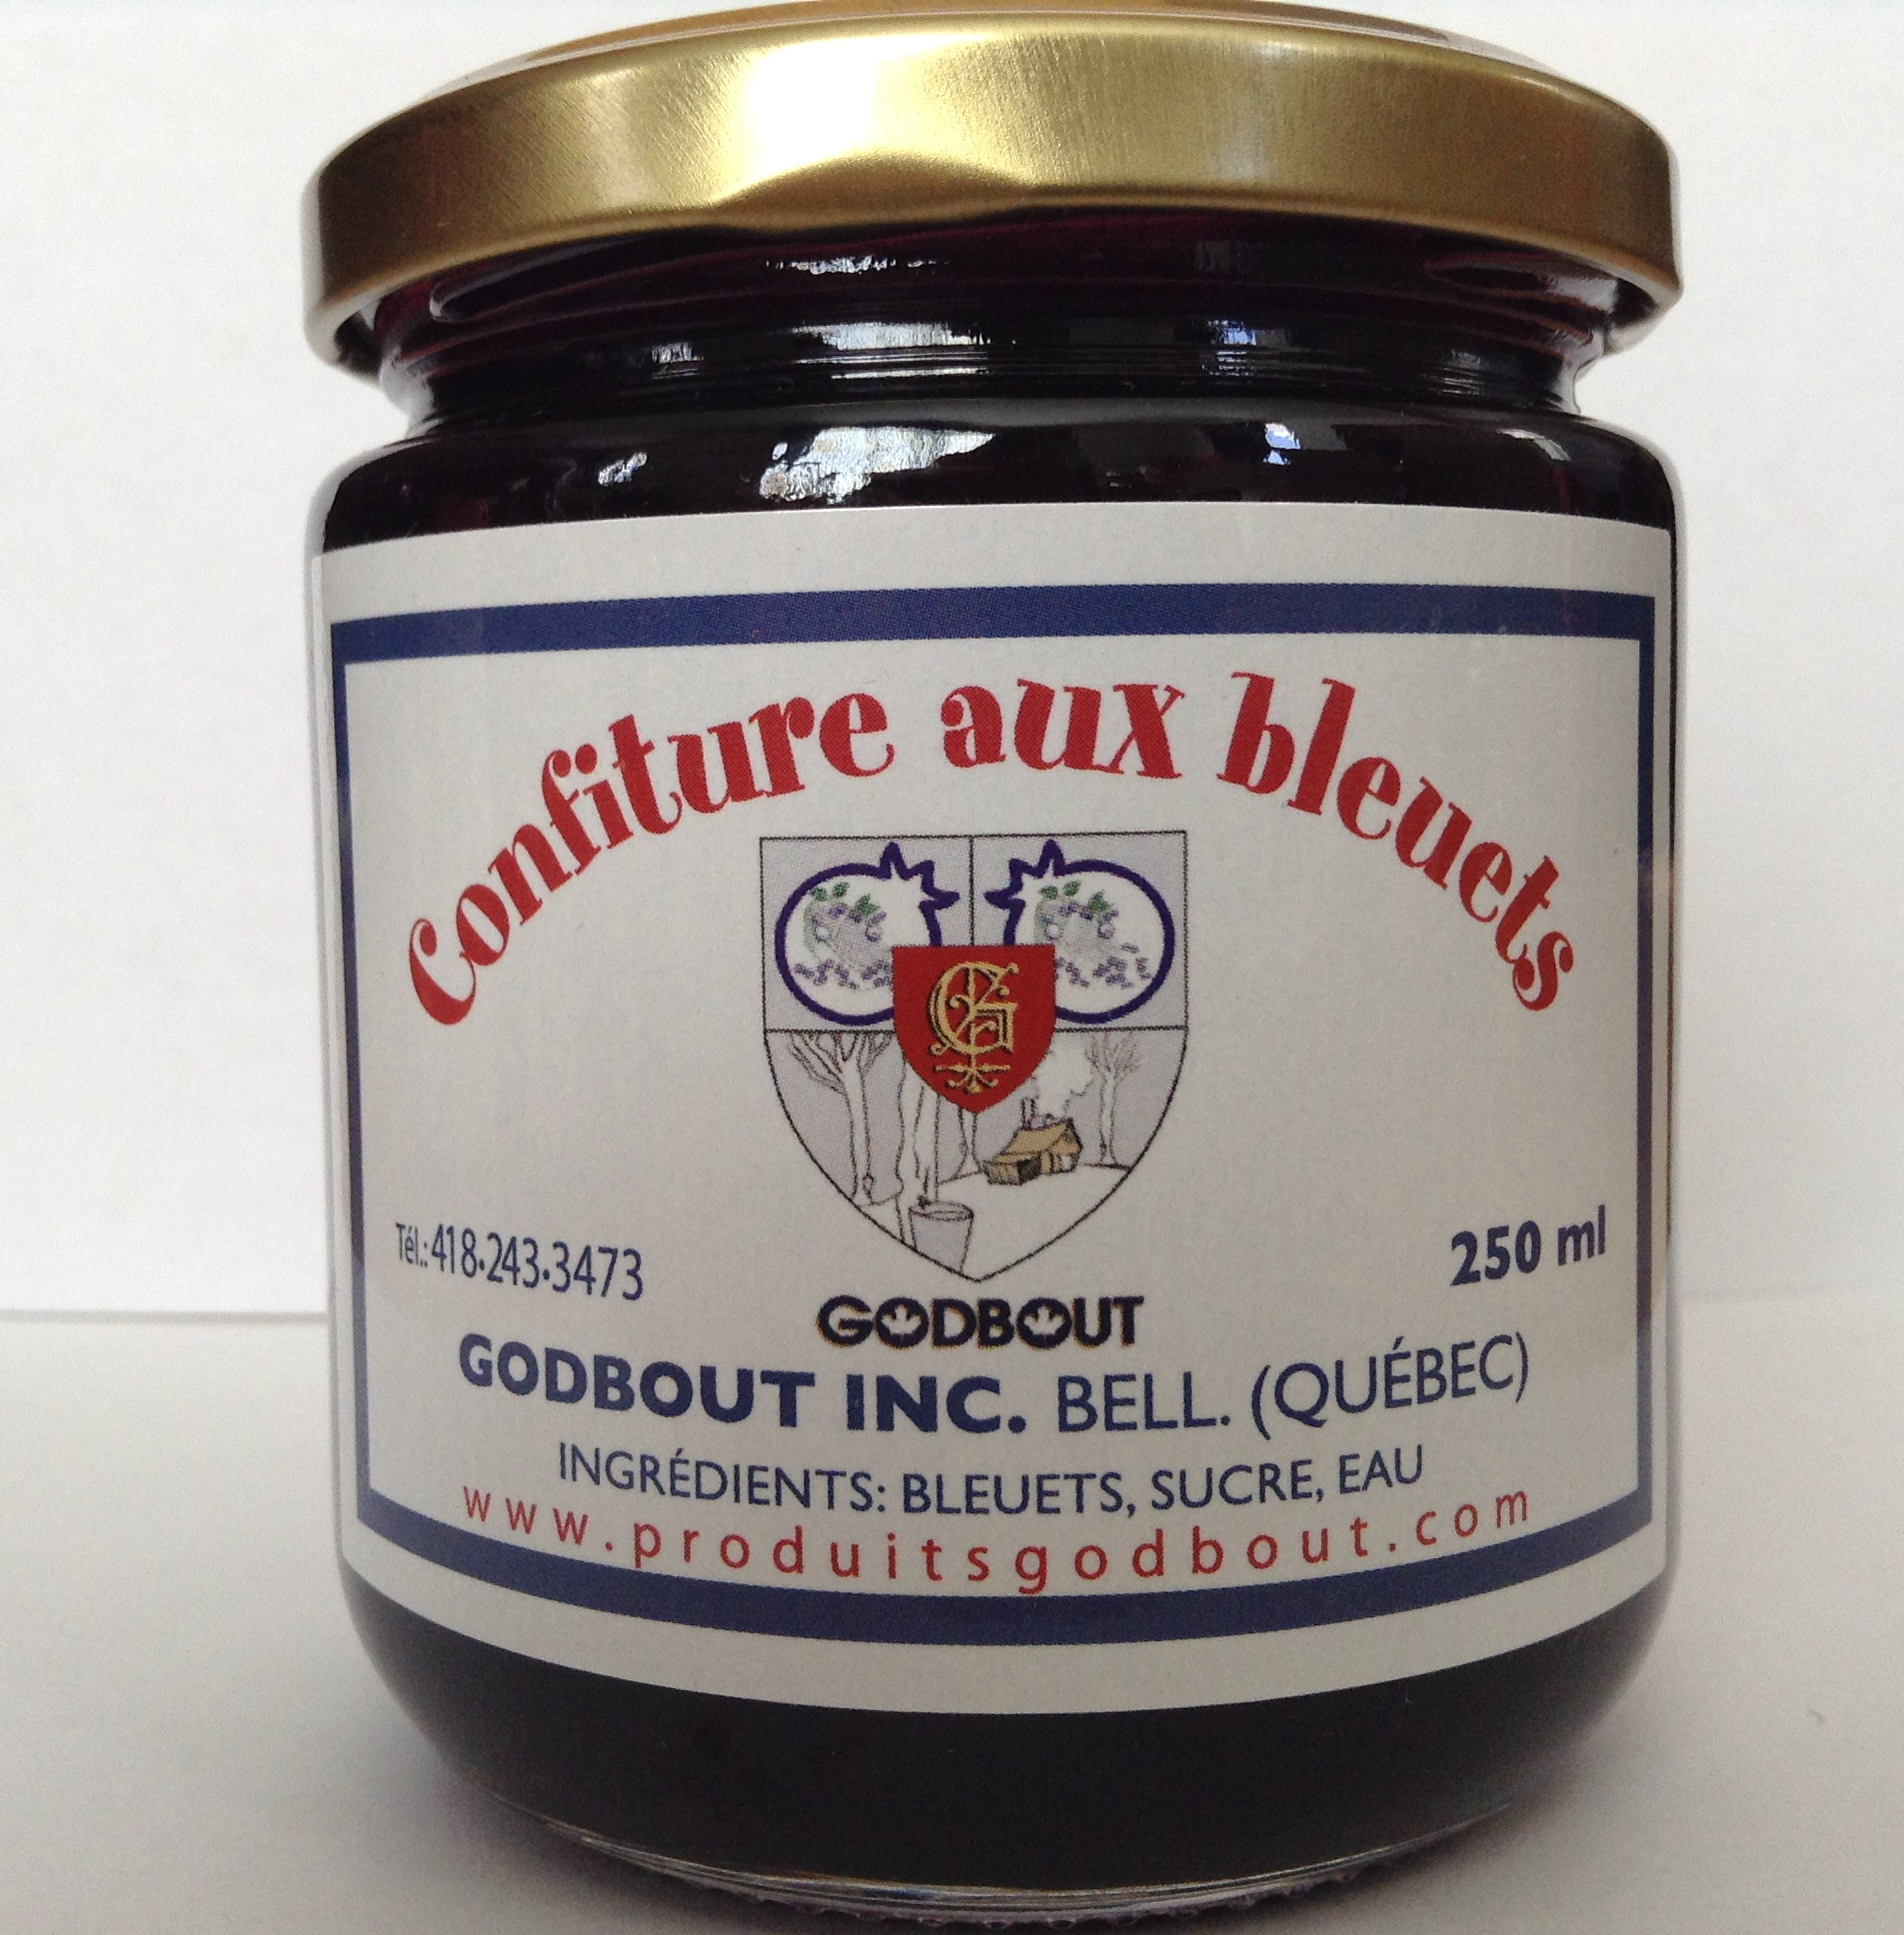 Confiture aux bleuets
G
Tél.: 418•243•3473
250 ml
GODBOUT
GODBOUT INC. BELL. (QUÉBEC)
INGRÉDIENTS: BLEUETS, SUCRE, EAU
www.produitsgodbout.com